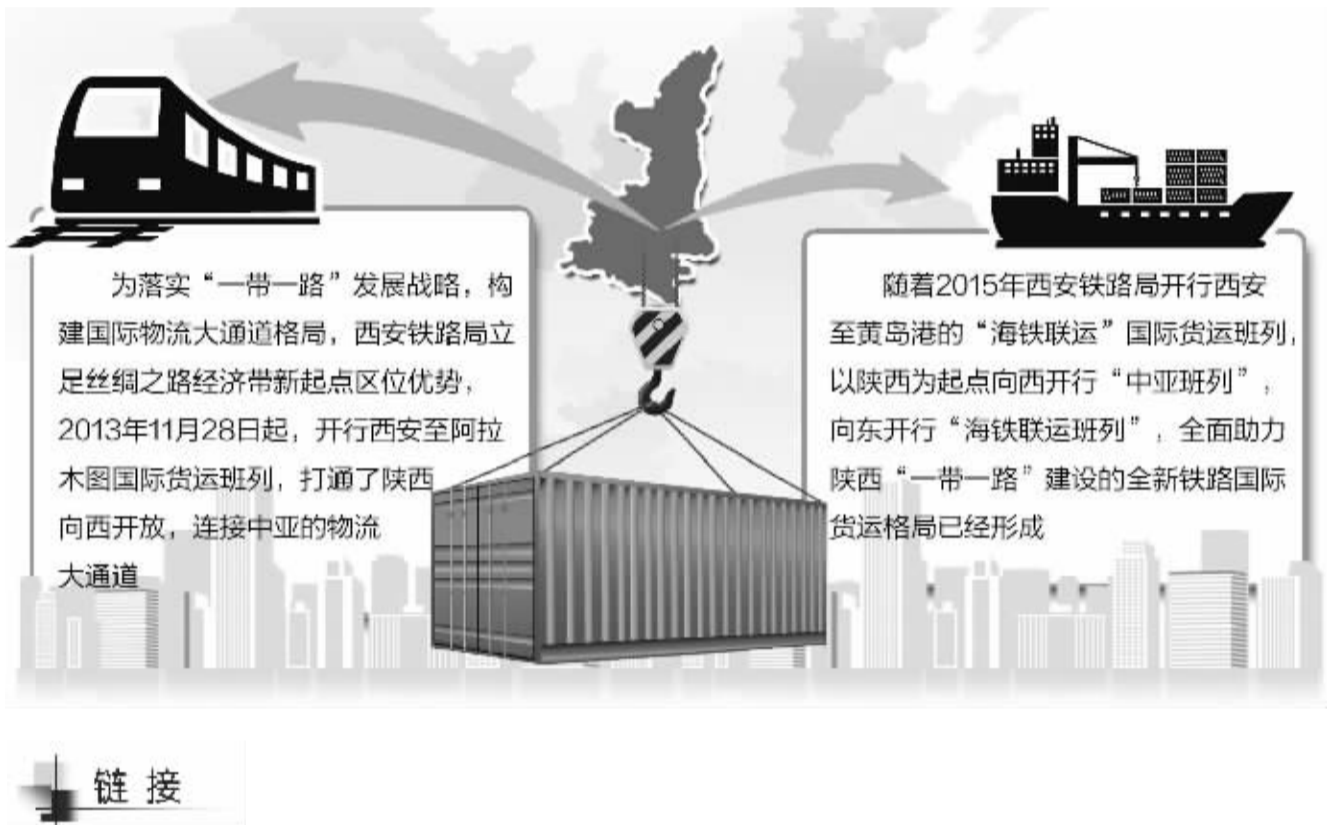 为落实“一带一路”发展战略，构
建国际物流大通道格局，西安铁路局立
足丝绸之路经济带新起点区位优势，
2013年11月28日起，开行西安至阿拉
木图国际货运班列，打通了陕西
向西开放，连接中亚的物流
大通道
随着2015年西安铁路局开行西安
至黄岛港的“海铁联运”国际货运班列，
以陕西为起点向西开行“中亚班列”，
向东开行“海铁联运班列”，全面助力
陕西“一带一路”建设的全新铁路国际
货运格局已经形成
链接